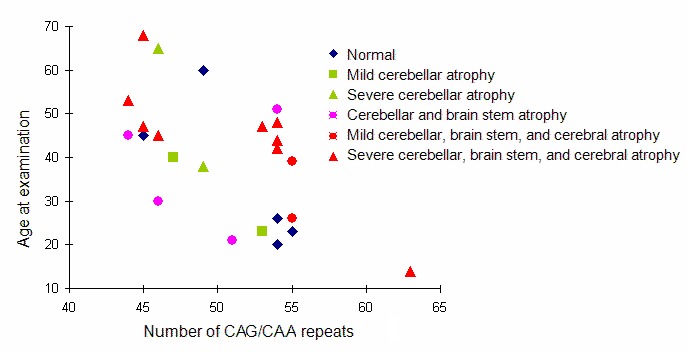 70
60
50
40
30
20
10
Age at examination
40 45 50 55 60 65
Number of CAG/CAA repeats
Normal
Mild cerebellar atrophy
Severe cerebellar atrophy
Cerebellar and brain stem atrophy
Mild cerebellar, brain stem, and cerebral atrophy
Severe cerebellar, brain stem, and cerebral atrophy